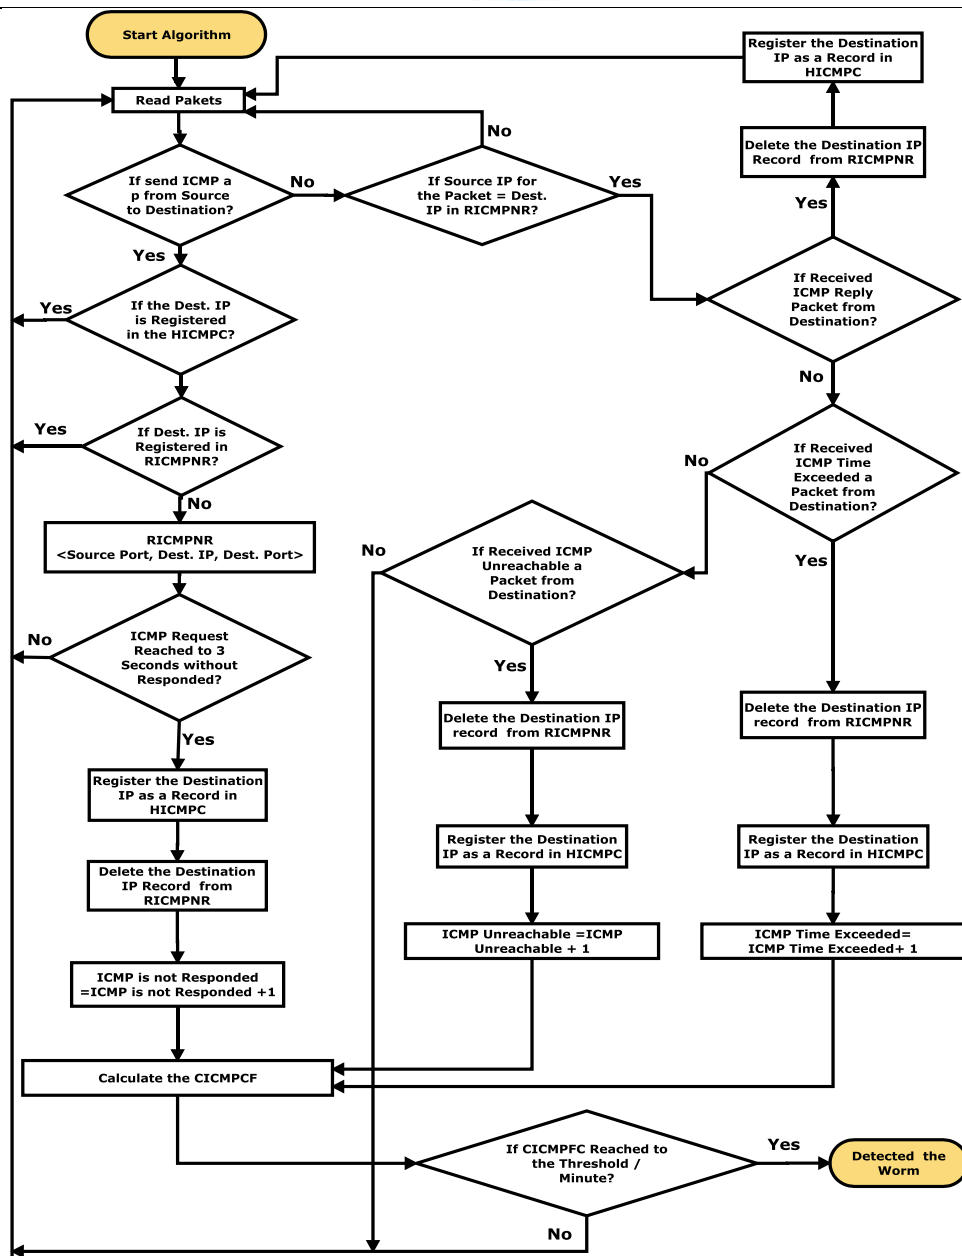 Start Algorithm
Register the Destination
IP as a Record in
HICMPC
Read Pakets
No
Delete the Destination IP
Record from RICMPNR
If send ICMP a
p from Source
to Destination?
No
If Source IP for
the Packet = Dest.
IP in RICMPNR?
Yes
Yes
Yes
If Received
ICMP Reply
Packet from
Destination?
If the Dest. IP
is Registered
in the HICMPC?
Yes
No
If Dest. IP is
Registered in
RICMPNR?
Yes
No
If Received
ICMP Time
Exceeded a
Packet from
Destination?
No
Yes
RICMPNR
<Source Port, Dest. IP, Dest. Port>
If Received ICMP
Unreachable a
Packet from
Destination?
No
Yes
ICMP Request
Reached to 3
Seconds without
Responded?
No
Yes
Delete the Destination IP
record from RICMPNR
Delete the Destination IP
record from RICMPNR
Register the Destination
IP as a Record in
HICMPC
Register the Destination
IP as a Record in HICMPC
Register the Destination
IP as a Record in HICMPC
Delete the Destination
IP Record from
RICMPNR
ICMP Unreachable =ICMP
Unreachable + 1
ICMP Time Exceeded=
ICMP Time Exceeded+ 1
ICMP is not Responded
=ICMP is not Responded +1
Calculate the CICMPCF
If CICMPFC Reached to
the Threshold /
Minute?
Yes
Detected the
Worm
No